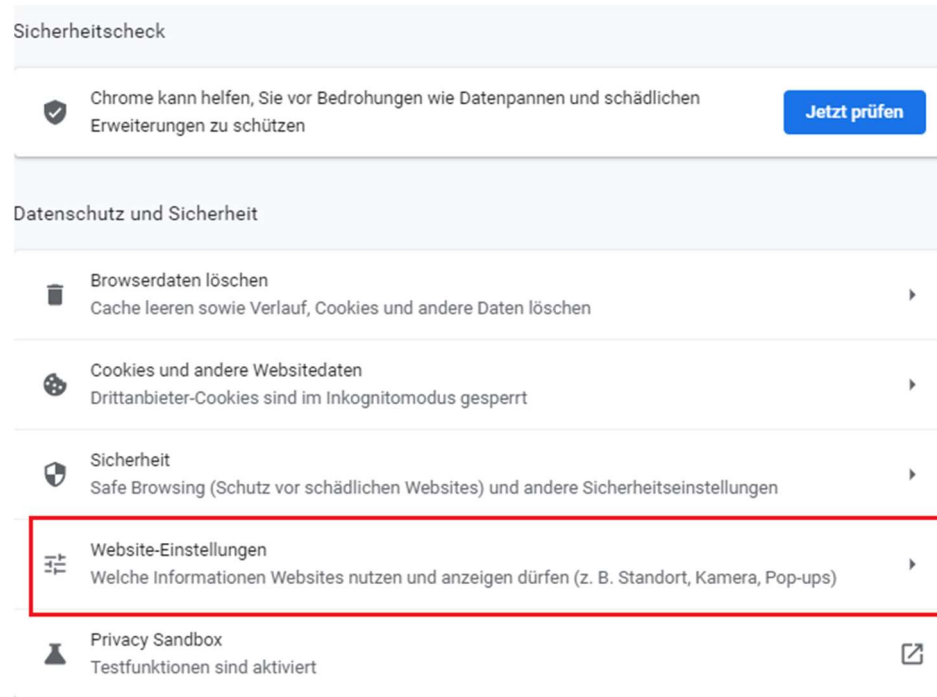 Sicherheitscheck
Chrome kann helfen, Sie vor Bedrohungen wie Datenpannen und schädlichen
Erweiterungen zu schützen
Jetzt prüfen
Datenschutz und Sicherheit
Browserdaten löschen
Cache leeren sowie Verlauf, Cookies und andere Daten löschen
Cookies und andere Websitedaten
Drittanbieter-Cookies sind im Inkognitomodus gesperrt
Sicherheit
Safe Browsing (Schutz vor schädlichen Websites) und andere Sicherheitseinstellungen
Website-Einstellungen
Welche Informationen Websites nutzen und anzeigen dürfen (z. B. Standort, Kamera, Pop-ups)
Privacy Sandbox
Testfunktionen sind aktiviert